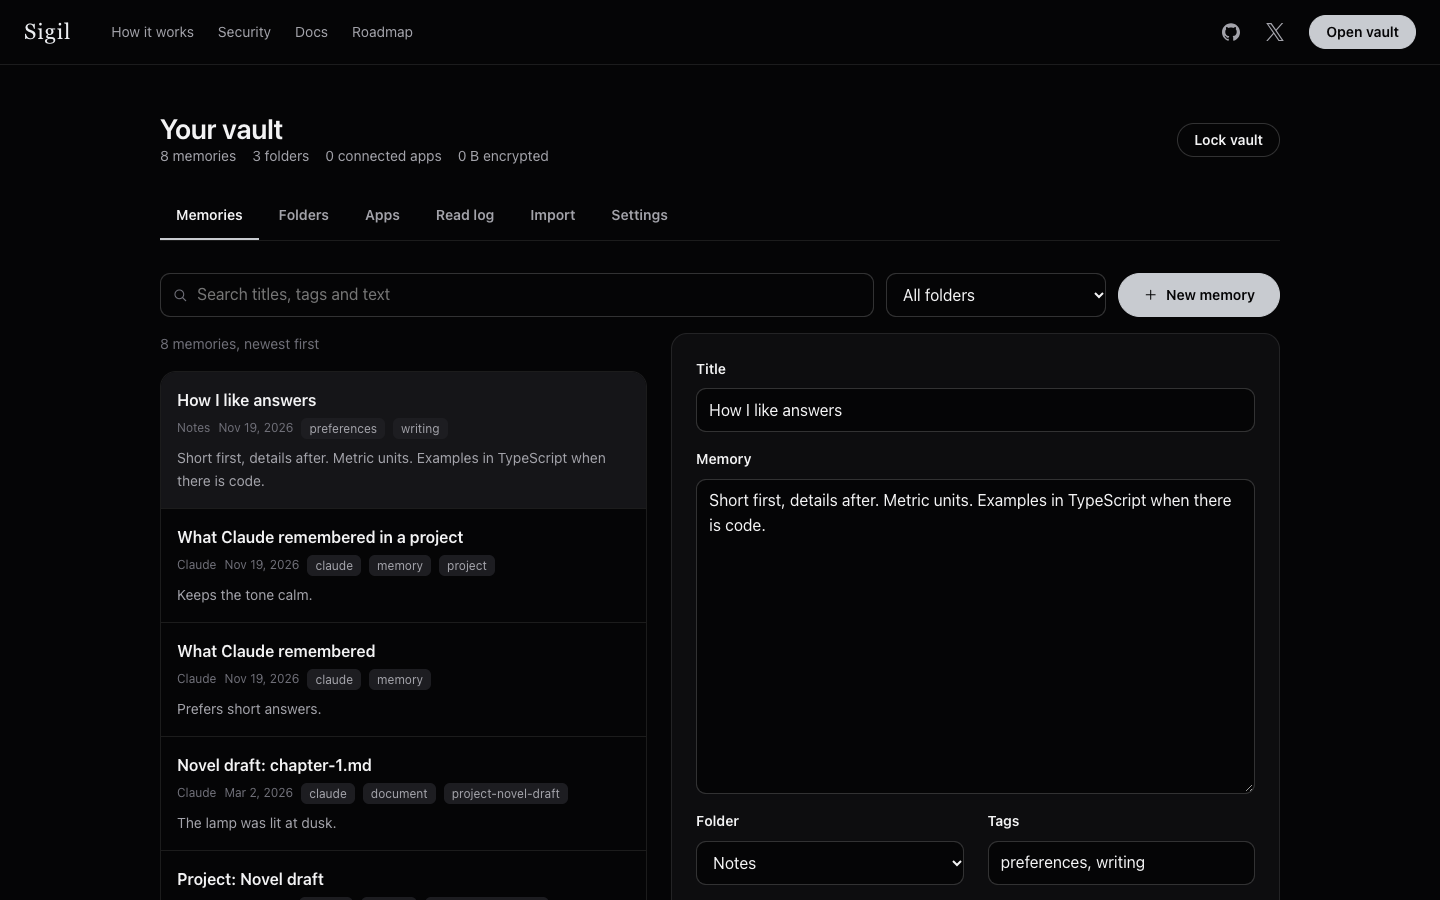 Sigil
How it works
Security
Docs
Roadmap
Open vault
Your vault
8 memories 3 folders 0 connected apps 0 B encrypted
Lock vault
Memories
Folders
Apps
Read log
Import
Settings
Search titles, tags and text
All folders
New memory
8 memories, newest first
How I like answers
Notes Nov 19, 2026 preferences writing
Short first, details after. Metric units. Examples in TypeScript when
there is code.
What Claude remembered in a project
Claude Nov 19, 2026 claude memory project
Keeps the tone calm.
What Claude remembered
Claude Nov 19, 2026 claude memory
Prefers short answers.
Novel draft: chapter-1.md
Claude Mar 2, 2026 claude document project-novel-draft
The lamp was lit at dusk.
Project: Novel draft
Title
How I like answers
Memory
Short first, details after. Metric units. Examples in TypeScript when there
is code.
Folder
Notes
Tags
preferences, writing